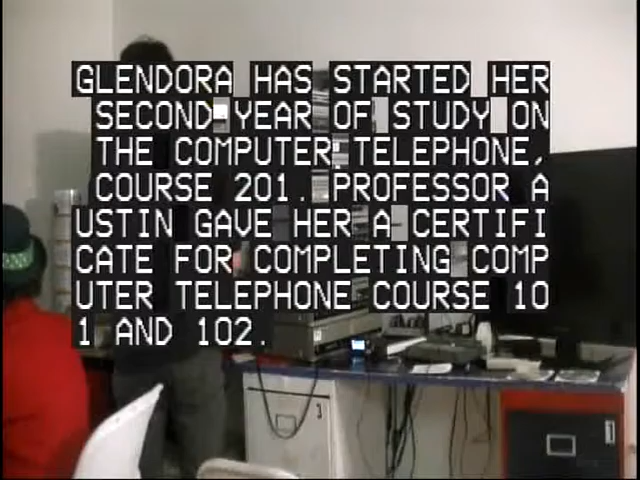 GLENDORA HAS STARTED HER
SECOND YEAR OF STUDY ON
THE COMPUTER TELEPHONE,
COURSE 201. PROFESSOR A
USTIN GAVE HER A CERTIFI
CATE FOR COMPLETING COMP
UTER TELEPHONE COURSE 10
1 AND 102.